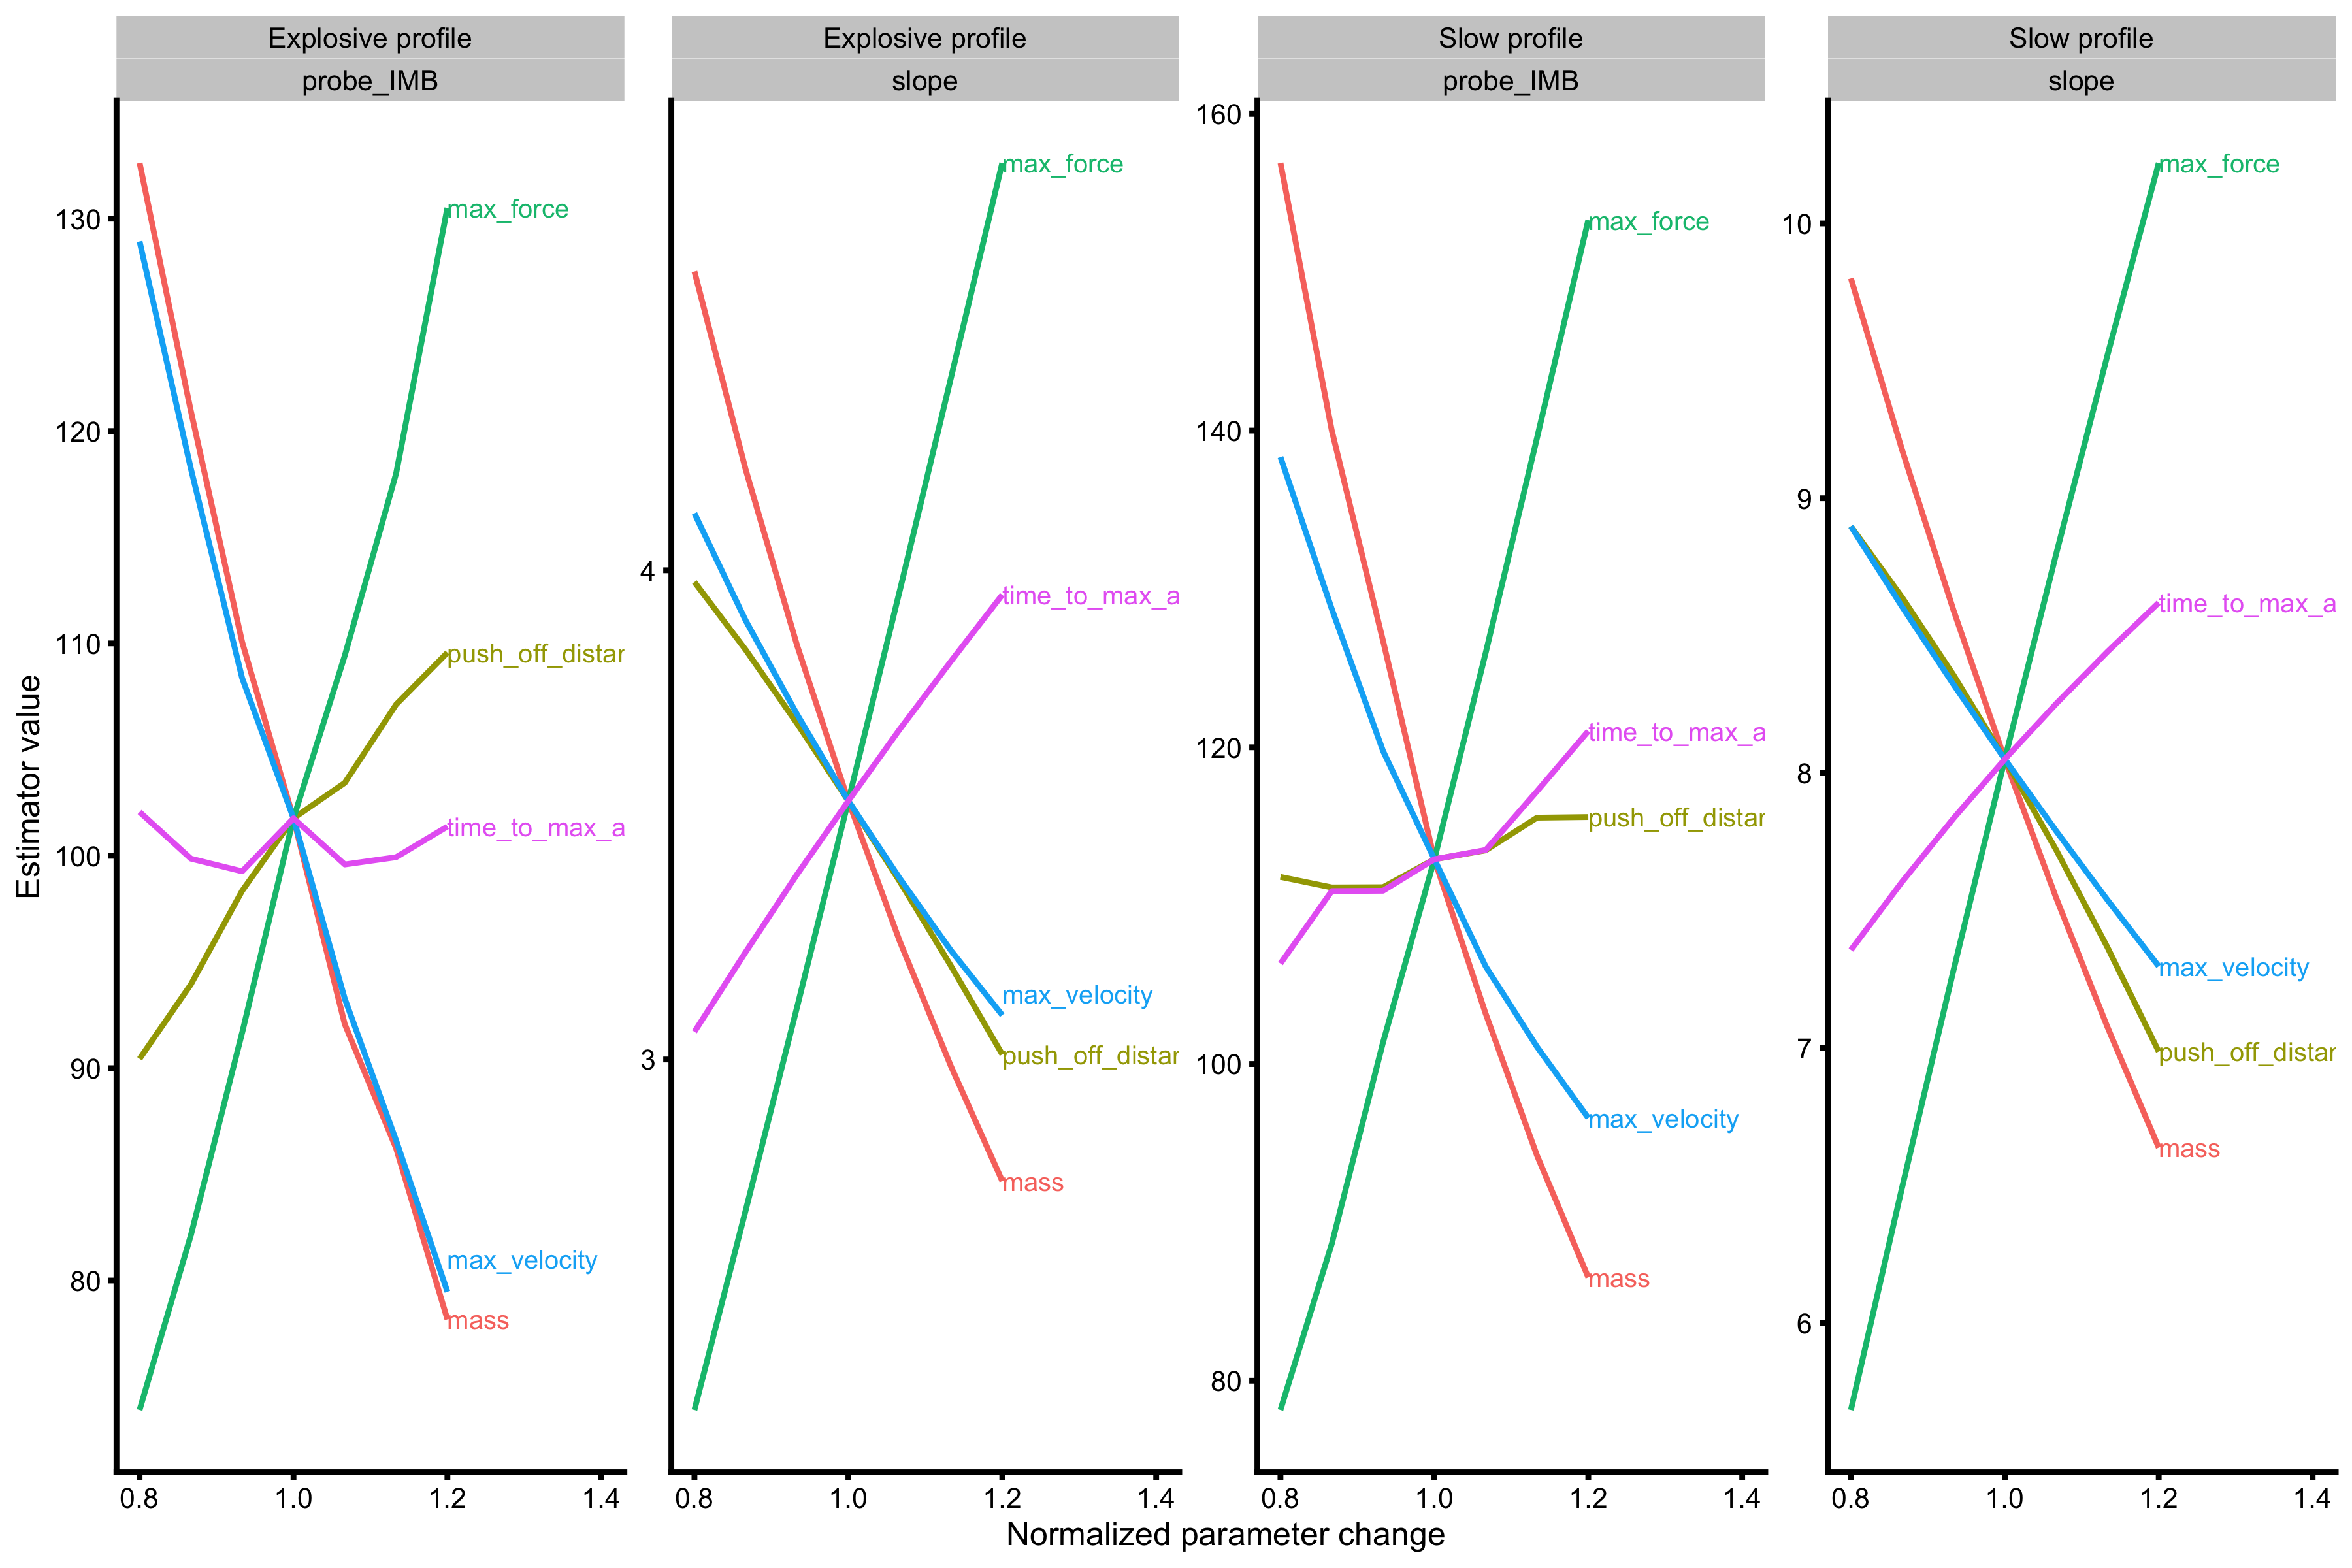 Explosive profile
probe_IMB
Explosive profile
slope
Slow profile
probe_IMB
Slow profile
slope
Estimator value
130
120
110
100
90
80
max_force
push_off_distar
time_to_max_a
max_velocity
mass
0.8 1.0 1.2 1.4
4
3
max_force
time_to_max_a
max_velocity
push_off_distar
mass
0.8 1.0 1.2 1.4
160
140
120
100
80
max_force
time_to_max_a
push_off_distar
max_velocity
mass
0.8 1.0 1.2 1.4
10
9
8
7
6
max_force
time_to_max_a
max_velocity
push_off_distar
mass
0.8 1.0 1.2 1.4
Normalized parameter change